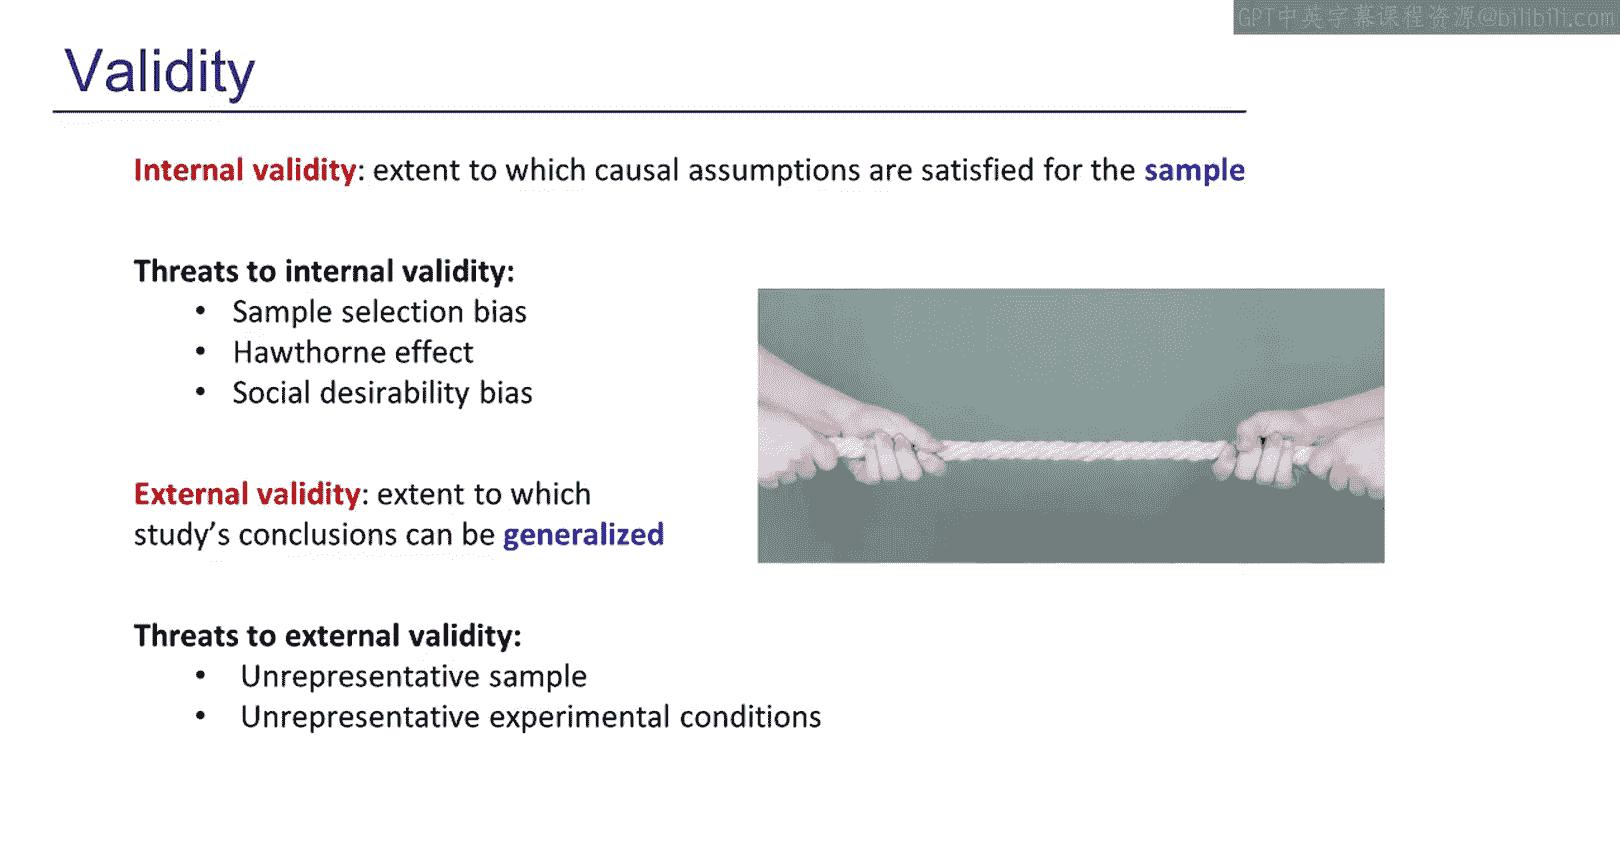 GPT中英字幕课程资源@bilibili.com
Validity
Internal validity: extent to which causal assumptions are satisfied for the sample
Threats to internal validity:
• Sample selection bias
• Hawthorne effect
• Social desirability bias
External validity: extent to which
study’s conclusions can be generalized
Threats to external validity:
• Unrepresentative sample
• Unrepresentative experimental conditions